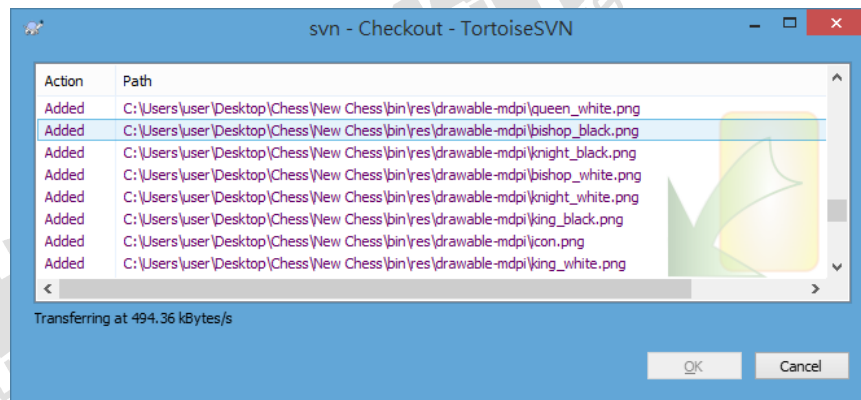 svn - Checkout - TortoiseSVN
Action Path
Added C:\Users\user\Desktop\Chess\New Chess\bin\res\drawable-mdpi\queen_white.png
Added C:\Users\user\Desktop\Chess\New Chess\bin\res\drawable-mdpi\bishop_black.png
Added C:\Users\user\Desktop\Chess\New Chess\bin\res\drawable-mdpi\knight_black.png
Added C:\Users\user\Desktop\Chess\New Chess\bin\res\drawable-mdpi\bishop_white.png
Added C:\Users\user\Desktop\Chess\New Chess\bin\res\drawable-mdpi\knight_white.png
Added C:\Users\user\Desktop\Chess\New Chess\bin\res\drawable-mdpi\king_black.png
Added C:\Users\user\Desktop\Chess\New Chess\bin\res\drawable-mdpi\icon.png
Added C:\Users\user\Desktop\Chess\New Chess\bin\res\drawable-mdpi\king_white.png
Transferring at 494.36 kBytes/s
OK Cancel